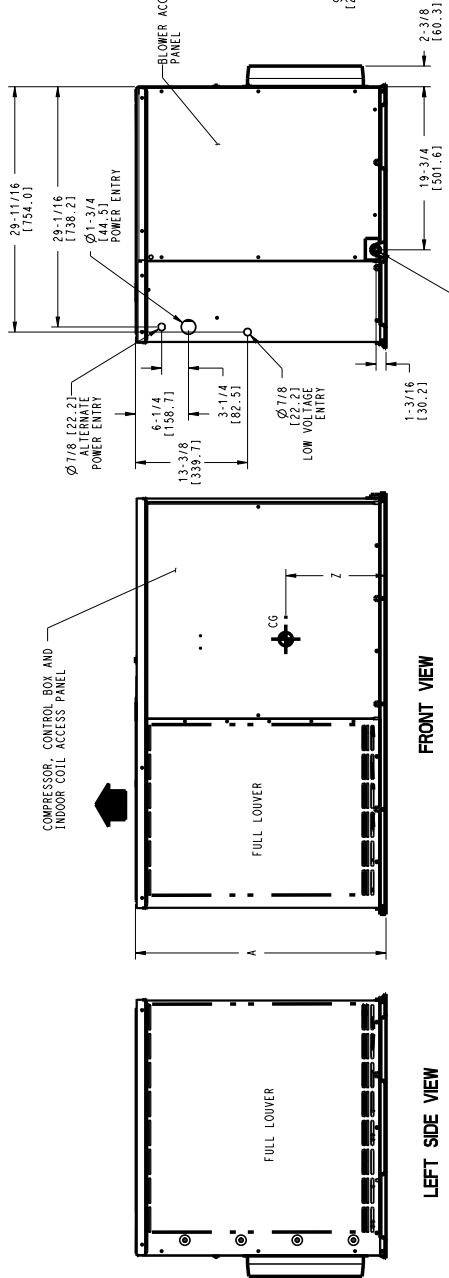 29-11/16
[754.0]
29-1/16
[738.2]
Ø1-3/4
[44.5]
POWER ENTRY
BLOWER ACC
PANEL
Ø7/8 [22.2]
ALTERNATE
POWER ENTRY
6-1/4
[158.7]
3-1/4
[82.5]
13-3/8
[339.7]
Ø7/8
[22.2]
LOW VOLTAGE
ENTRY
1-3/16
[30.2]
19-3/4
[501.6]
2-3/8
[60.3]
COMPRESSOR, CONTROL BOX AND
INDOOR COIL ACCESS PANEL
FULL LOUVER
CG
Z
A
FRONT VIEW
FULL LOUVER
LEFT SIDE VIEW